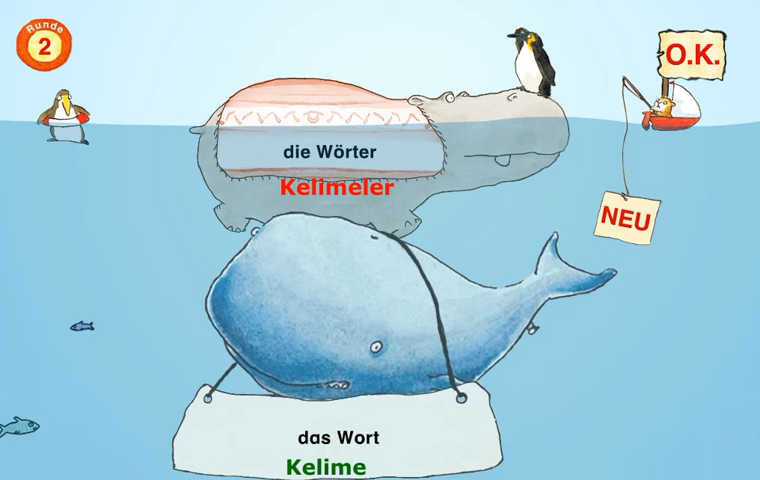 Runde
2
O.K.
die Wörter
Kelimeler
NEU
das Wort
Kelime